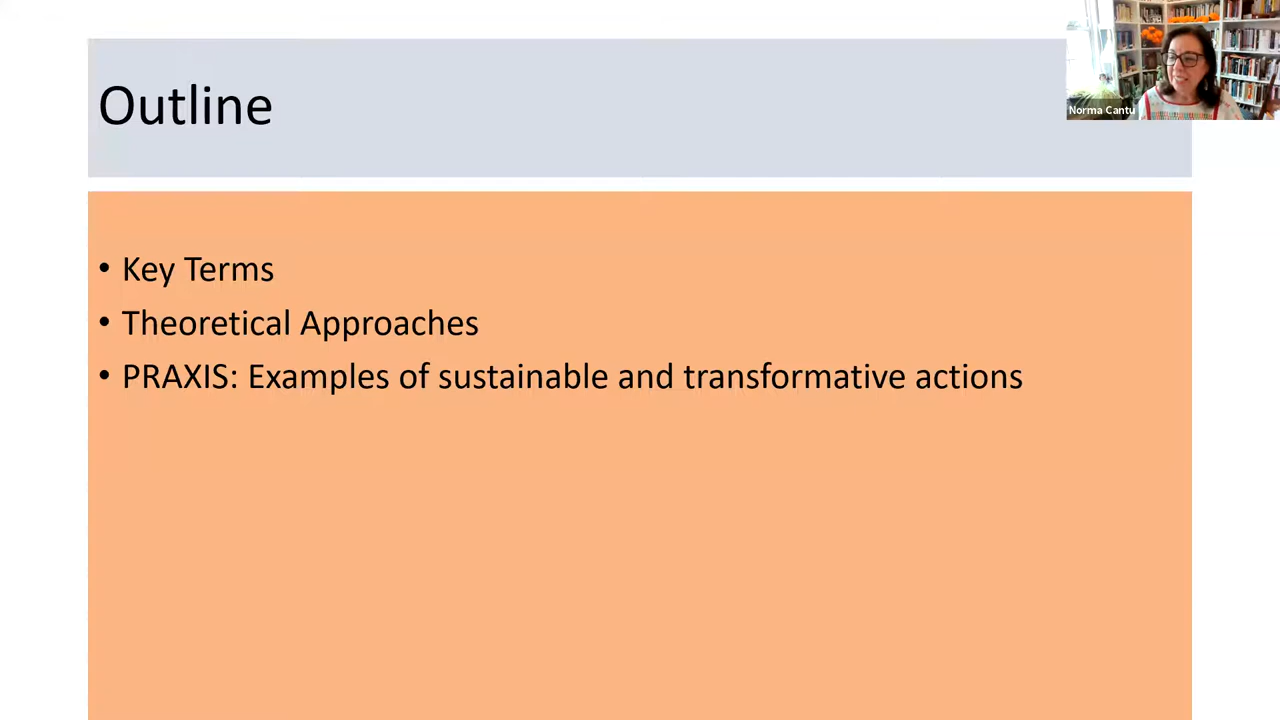 Outline
Norma Cantu
• Key Terms
• Theoretical Approaches
• PRAXIS: Examples of sustainable and transformative actions